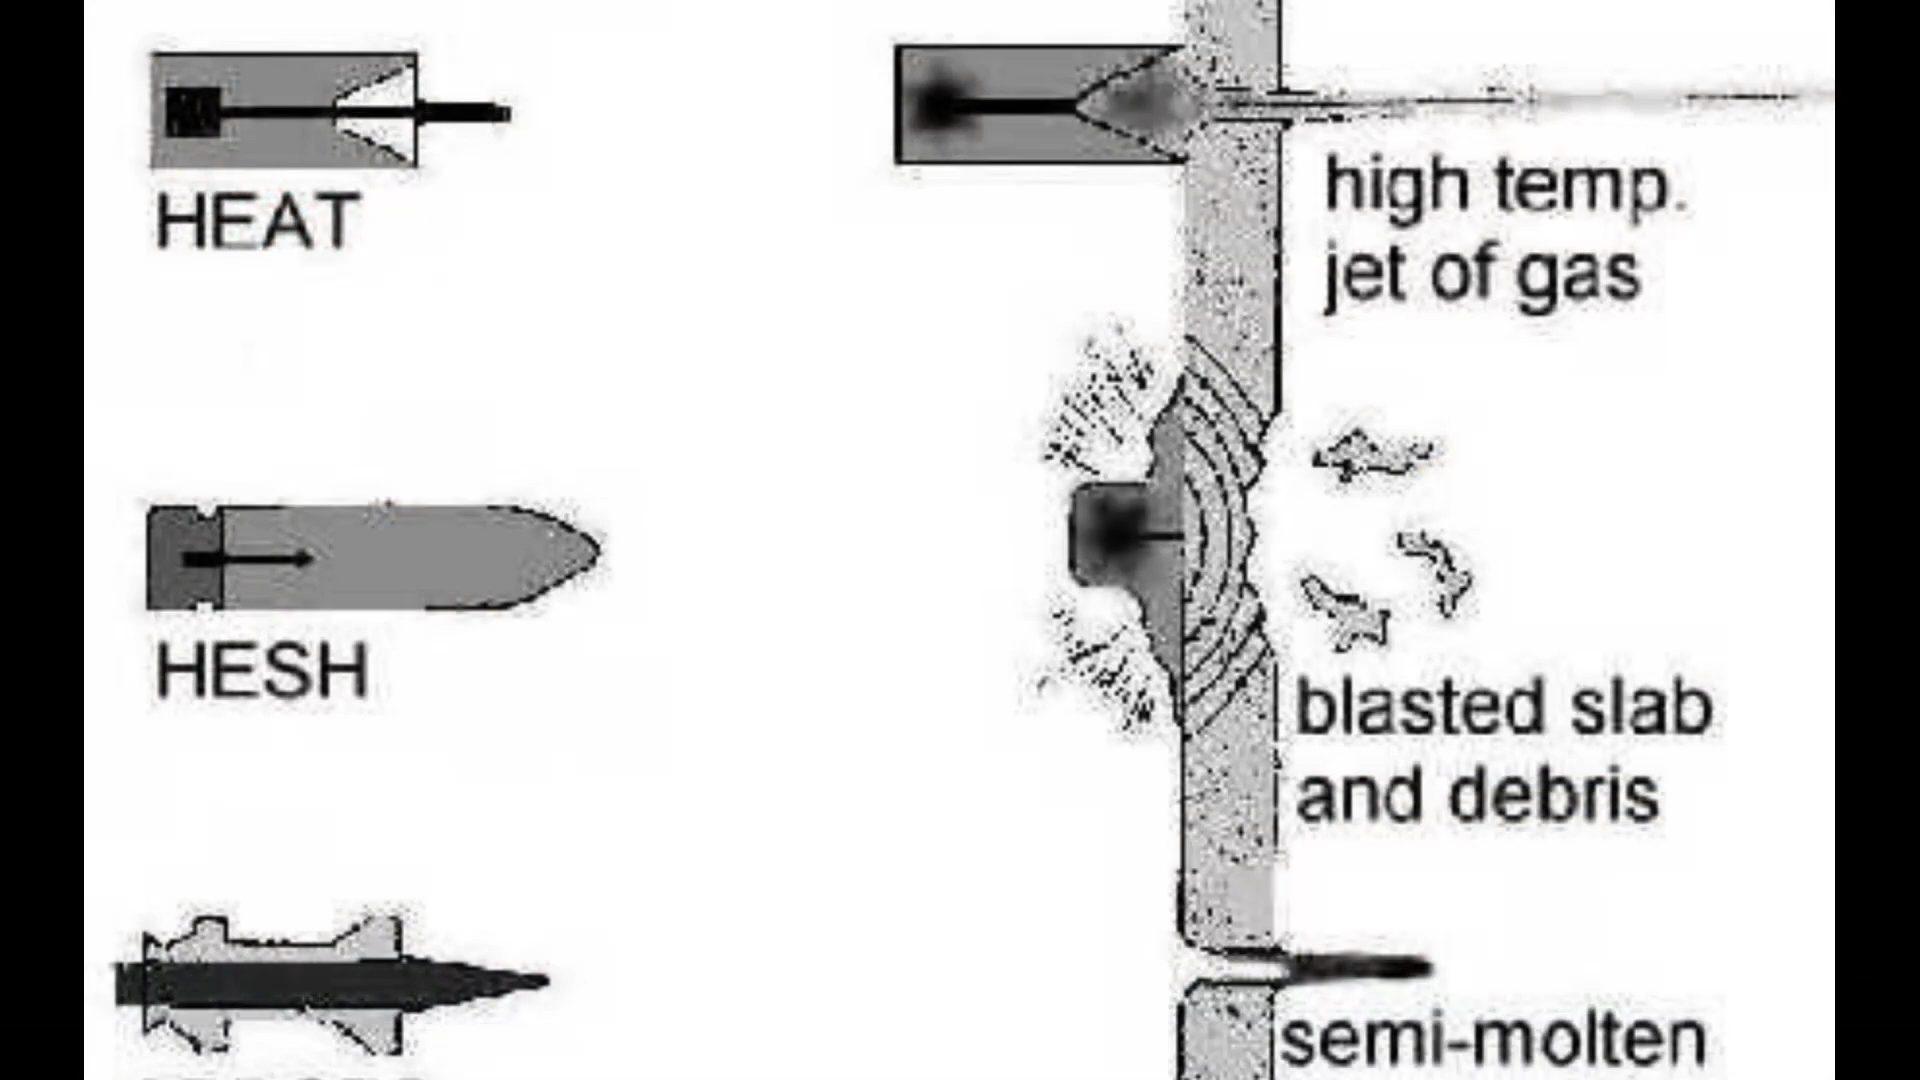 HEAT
high temp.
jet of gas
HESH
blasted slab
and debris
semi-molten